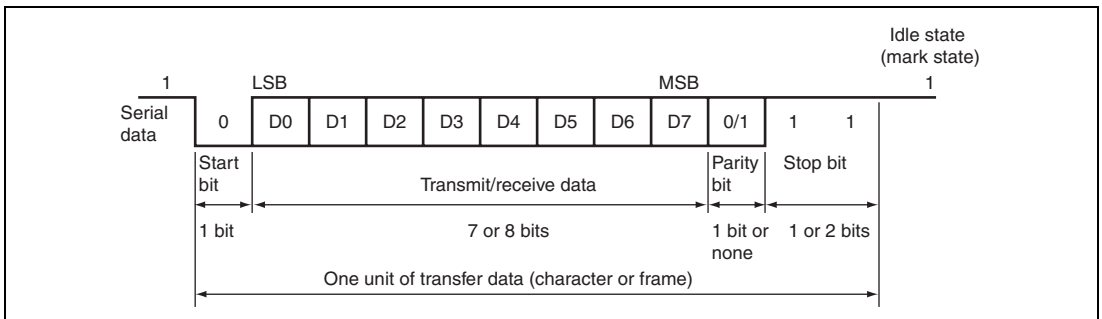 Idle state
(mark state)
1 LSB MSB 1
Serial
data
0 D0 D1 D2 D3 D4 D5 D6 D7 0/1 1 1
Start
bit
Transmit/receive data
Parity
bit
Stop bit
1 bit
7 or 8 bits
1 bit or
none
1 or 2 bits
One unit of transfer data (character or frame)